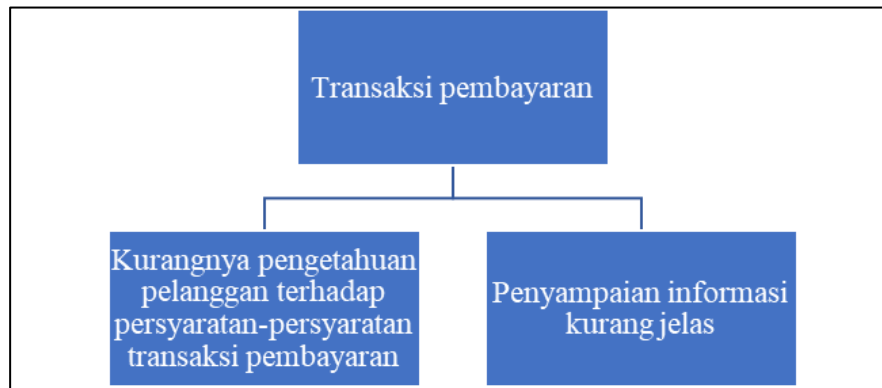 Transaksi pembayaran
Kurangnya pengetahuan
pelanggan terhadap
persyaratan-persyaratan
transaksi pembayaran
Penyampaian informasi
kurang jelas